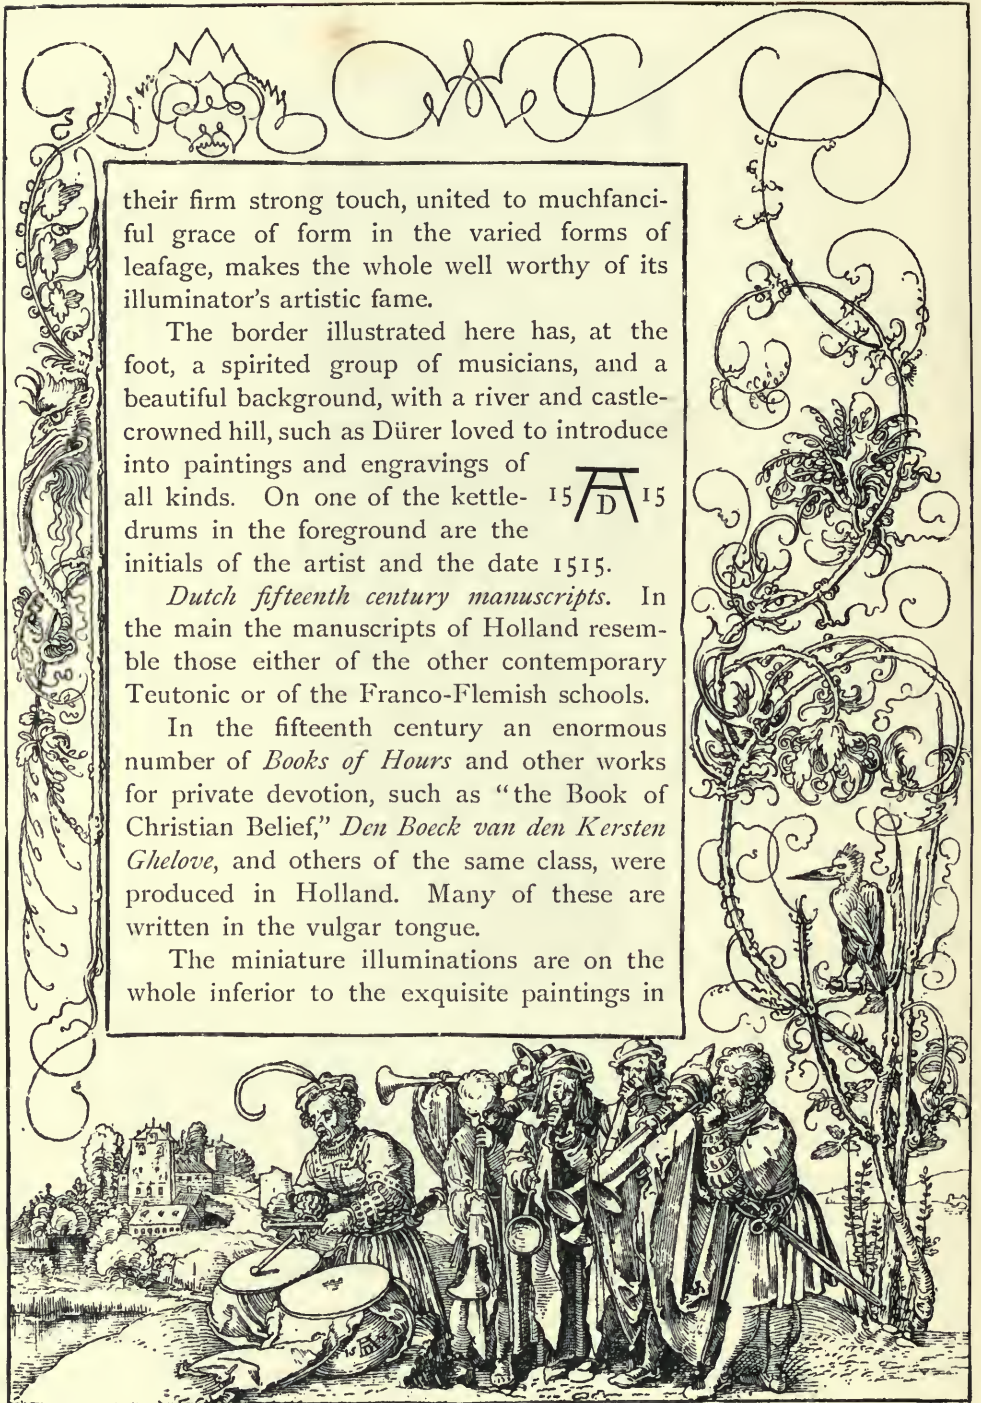 their firm strong touch, united to muchfanci-
ful grace of form in the varied forms of
leafage, makes the whole well worthy of its
illuminator's artistic fame.
The border illustrated here has, at the
foot, a spirited group of musicians, and a
beautiful background, with a river and castle-
crowned hill, such as Dürer loved to introduce
into paintings and engravings of
all kinds. On one of the kettle-
drums in the foreground are the
initials of the artist and the date 1515.
15 AD 15
Dutch fifteenth century manuscripts. In
the main the manuscripts of Holland resem-
ble those either of the other contemporary
Teutonic or of the Franco-Flemish schools.
In the fifteenth century an enormous
number of Books of Hours and other works
for private devotion, such as "the Book of
Christian Belief," Den Boeck van den Kersten
Ghelove, and others of the same class, were
produced in Holland. Many of these are
written in the vulgar tongue.
The miniature illuminations are on the
whole inferior to the exquisite paintings in
15 AD 15